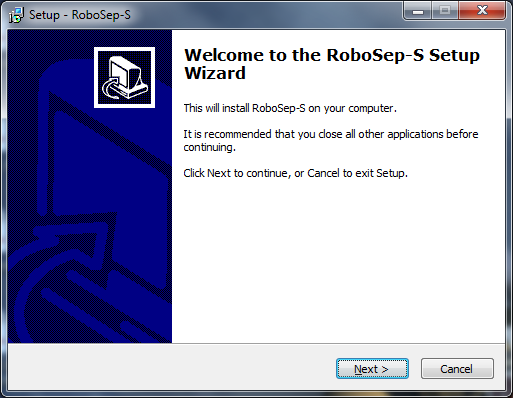 Setup - RoboSep-S
Welcome to the RoboSep-S Setup
Wizard
This will install RoboSep-S on your computer.
It is recommended that you close all other applications before
continuing.
Click Next to continue, or Cancel to exit Setup.
Next >
Cancel